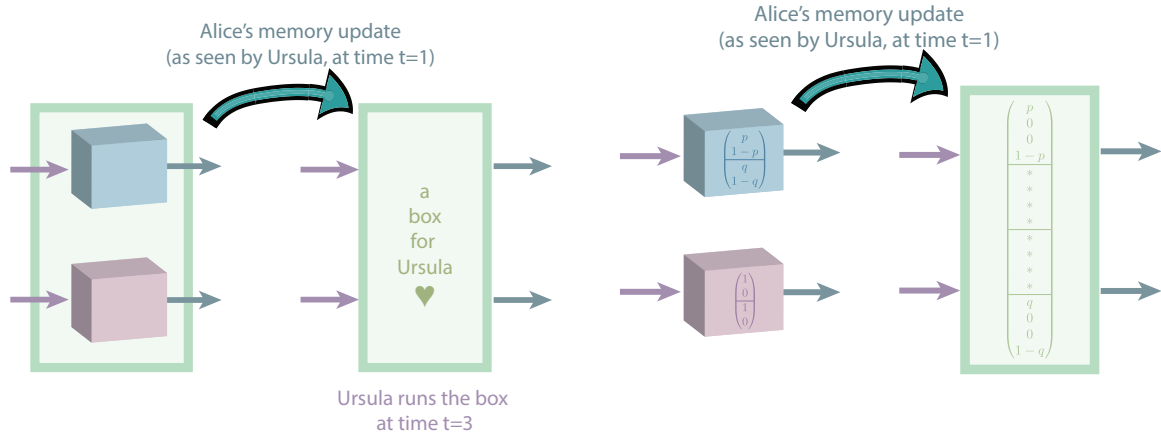 Alice's memory update
(as seen by Ursula, at time t=1)
a
box
for
Ursula
♥
Ursula runs the box
at time t=3
Alice's memory update
(as seen by Ursula, at time t=1)
p
1 − p
q
1 − q
1
0
1
0
p
0
0
1 − p
*
*
*
*
*
*
*
*
q
0
0
1 − q